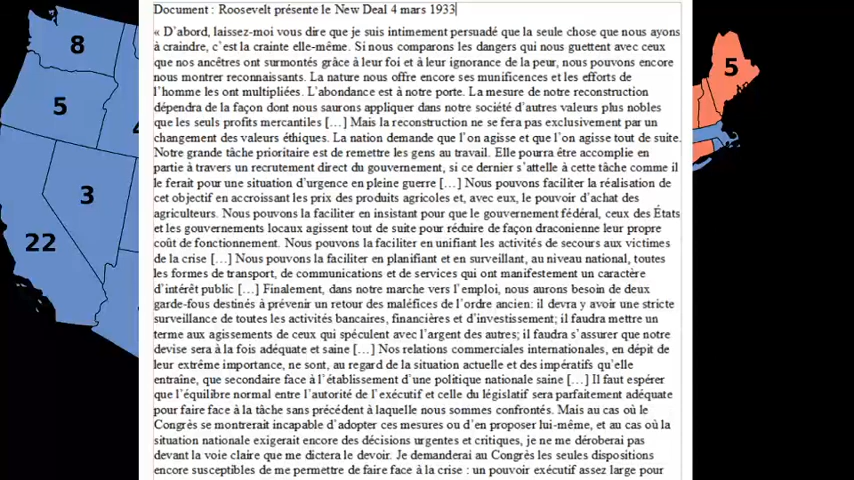 Document : Roosevelt présente le New Deal 4 mars 1933
« D'abord, laissez-moi vous dire que je suis intimement persuadé que la seule chose que nous ayons
à craindre, c'est la crainte elle-même. Si nous comparons les dangers qui nous guettent avec ceux
que nos ancêtres ont surmontés grâce à leur foi et à leur ignorance de la peur, nous pouvons encore
nous montrer reconnaissants. La nature nous offre encore ses munificences et les efforts de
l'homme les ont multipliées. L'abondance est à notre porte. La mesure de notre reconstruction
dépendra de la façon dont nous saurons appliquer dans notre société d'autres valeurs plus nobles
que les seuls profits mercantiles […] Mais la reconstruction ne se fera pas exclusivement par un
changement des valeurs éthiques. La nation demande que l'on agisse et que l'on agisse tout de suite.
Notre grande tâche prioritaire est de remettre les gens au travail. Elle pourra être accomplie en
partie à travers un recrutement direct du gouvernement, si ce dernier s'attelle à cette tâche comme il
le ferait pour une situation d'urgence en pleine guerre […] Nous pouvons faciliter la réalisation de
cet objectif en accroissant les prix des produits agricoles et, avec eux, le pouvoir d'achat des
agriculteurs. Nous pouvons la faciliter en insistant pour que le gouvernement fédéral, ceux des États
et les gouvernements locaux agissent tout de suite pour réduire de façon draconienne leur propre
coût de fonctionnement. Nous pouvons la faciliter en unifiant les activités de secours aux victimes
de la crise […] Nous pouvons la faciliter en planifiant et en surveillant, au niveau national, toutes
les formes de transport, de communications et de services qui ont manifestement un caractère
d'intérêt public […] Finalement, dans notre marche vers l'emploi, nous aurons besoin de deux
garde-fous destinés à prévenir un retour des maléfices de l'ordre ancien: il devra y avoir une stricte
surveillance de toutes les activités bancaires, financières et d'investissement; il faudra mettre un
terme aux agissements de ceux qui spéculent avec l'argent des autres; il faudra s'assurer que notre
devise sera à la fois adéquate et saine […] Nos relations commerciales internationales, en dépit de
leur extrême importance, ne sont, au regard de la situation actuelle et des impératifs qu'elle
entraîne, que secondaire face à l'établissement d'une politique nationale saine […] Il faut espérer
que l'équilibre normal entre l'autorité de l'exécutif et celle du législatif sera parfaitement adéquate
pour faire face à la tâche sans précédent à laquelle nous sommes confrontés. Mais au cas où le
Congrès se montrerait incapable d'adopter ces mesures ou d'en proposer lui-même, et au cas où la
situation nationale exigerait encore des décisions urgentes et critiques, je ne me déroberai pas
devant la voie claire que me dictera le devoir. Je demanderai au Congrès les seules dispositions
encore susceptibles de me permettre de faire face à la crise : un pouvoir exécutif assez large pour
8
5
3
22
5